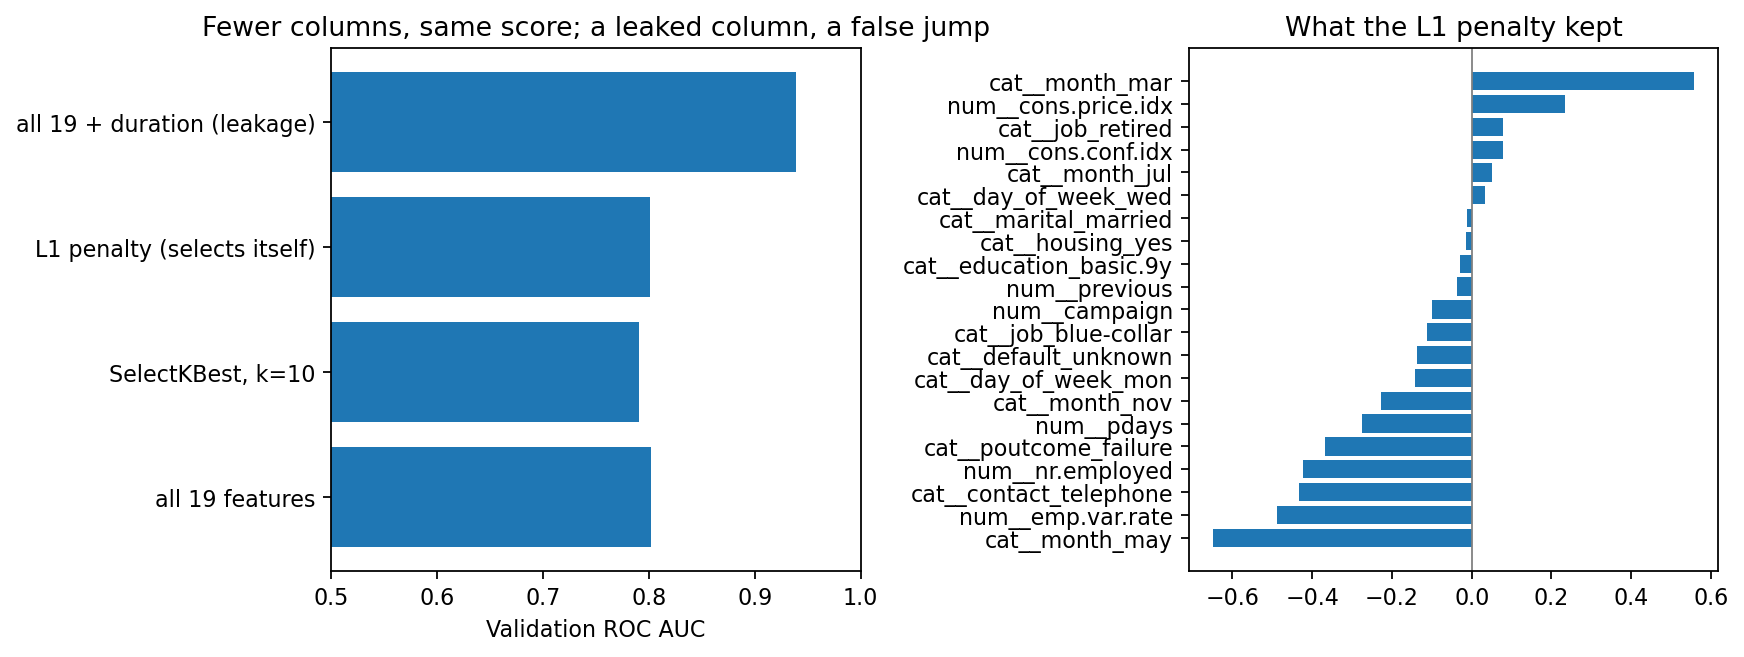 Fewer columns, same score; a leaked column, a false jump
all 19 + duration (leakage)
L1 penalty (selects itself)
SelectKBest, k=10
all 19 features
0.5 0.6 0.7 0.8 0.9 1.0
Validation ROC AUC
What the L1 penalty kept
cat__month_mar
num__cons.price.idx
cat__job_retired
num__cons.conf.idx
cat__month_jul
cat__day_of_week_wed
cat__marital_married
cat__housing_yes
cat__education_basic.9y
num__previous
num__campaign
cat__job_blue-collar
cat__default_unknown
cat__day_of_week_mon
cat__month_nov
num__pdays
cat__poutcome_failure
num__nr.employed
cat__contact_telephone
num__emp.var.rate
cat__month_may
−0.6 −0.4 −0.2 0.0 0.2 0.4 0.6